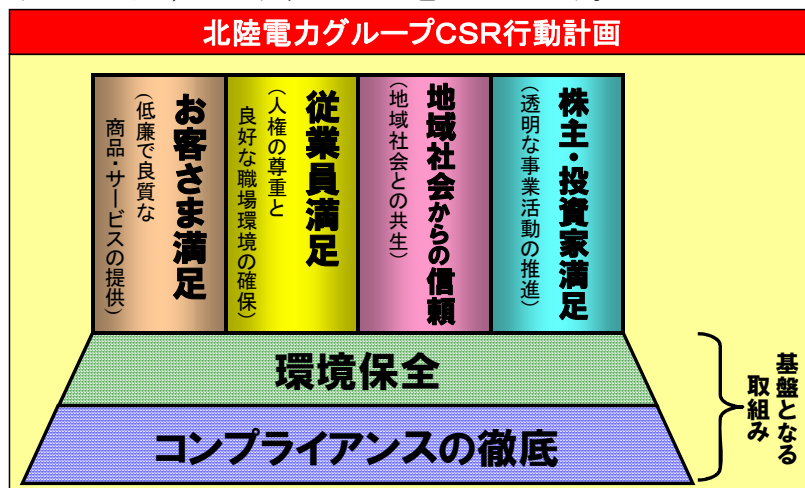 北陸電力グループCSR行動計画
お客さま満足
(低廉で良質な
商品・サービスの提供)
従業員満足
(人権の尊重と
良好な職場環境の確保)
地域社会からの信頼
(地域社会との共生)
株主・投資家満足
(透明な事業活動の推進)
環境保全
コンプライアンスの徹底
基盤となる
取組み